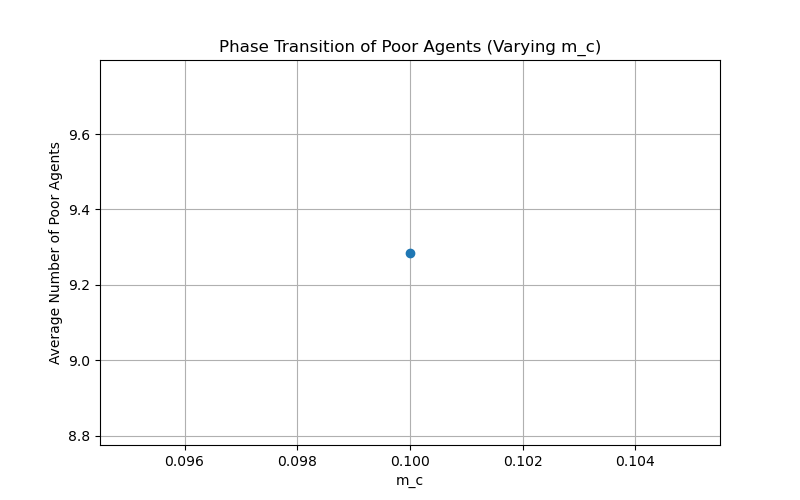 Phase Transition of Poor Agents (Varying m_c)
Average Number of Poor Agents
9.6
9.4
9.2
9.0
8.8
0.096 0.098 0.100 0.102 0.104
m_c